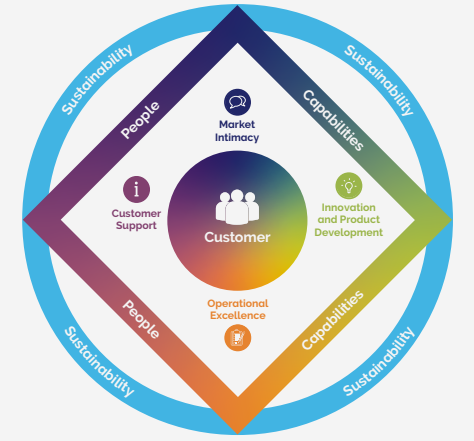 Sustainability
Sustainability
People
Capabilities
Market
Intimacy
Customer
Support
Innovation
and Product
Development
Customer
Operational
Excellence
People
Capabilities
Sustainability
Sustainability